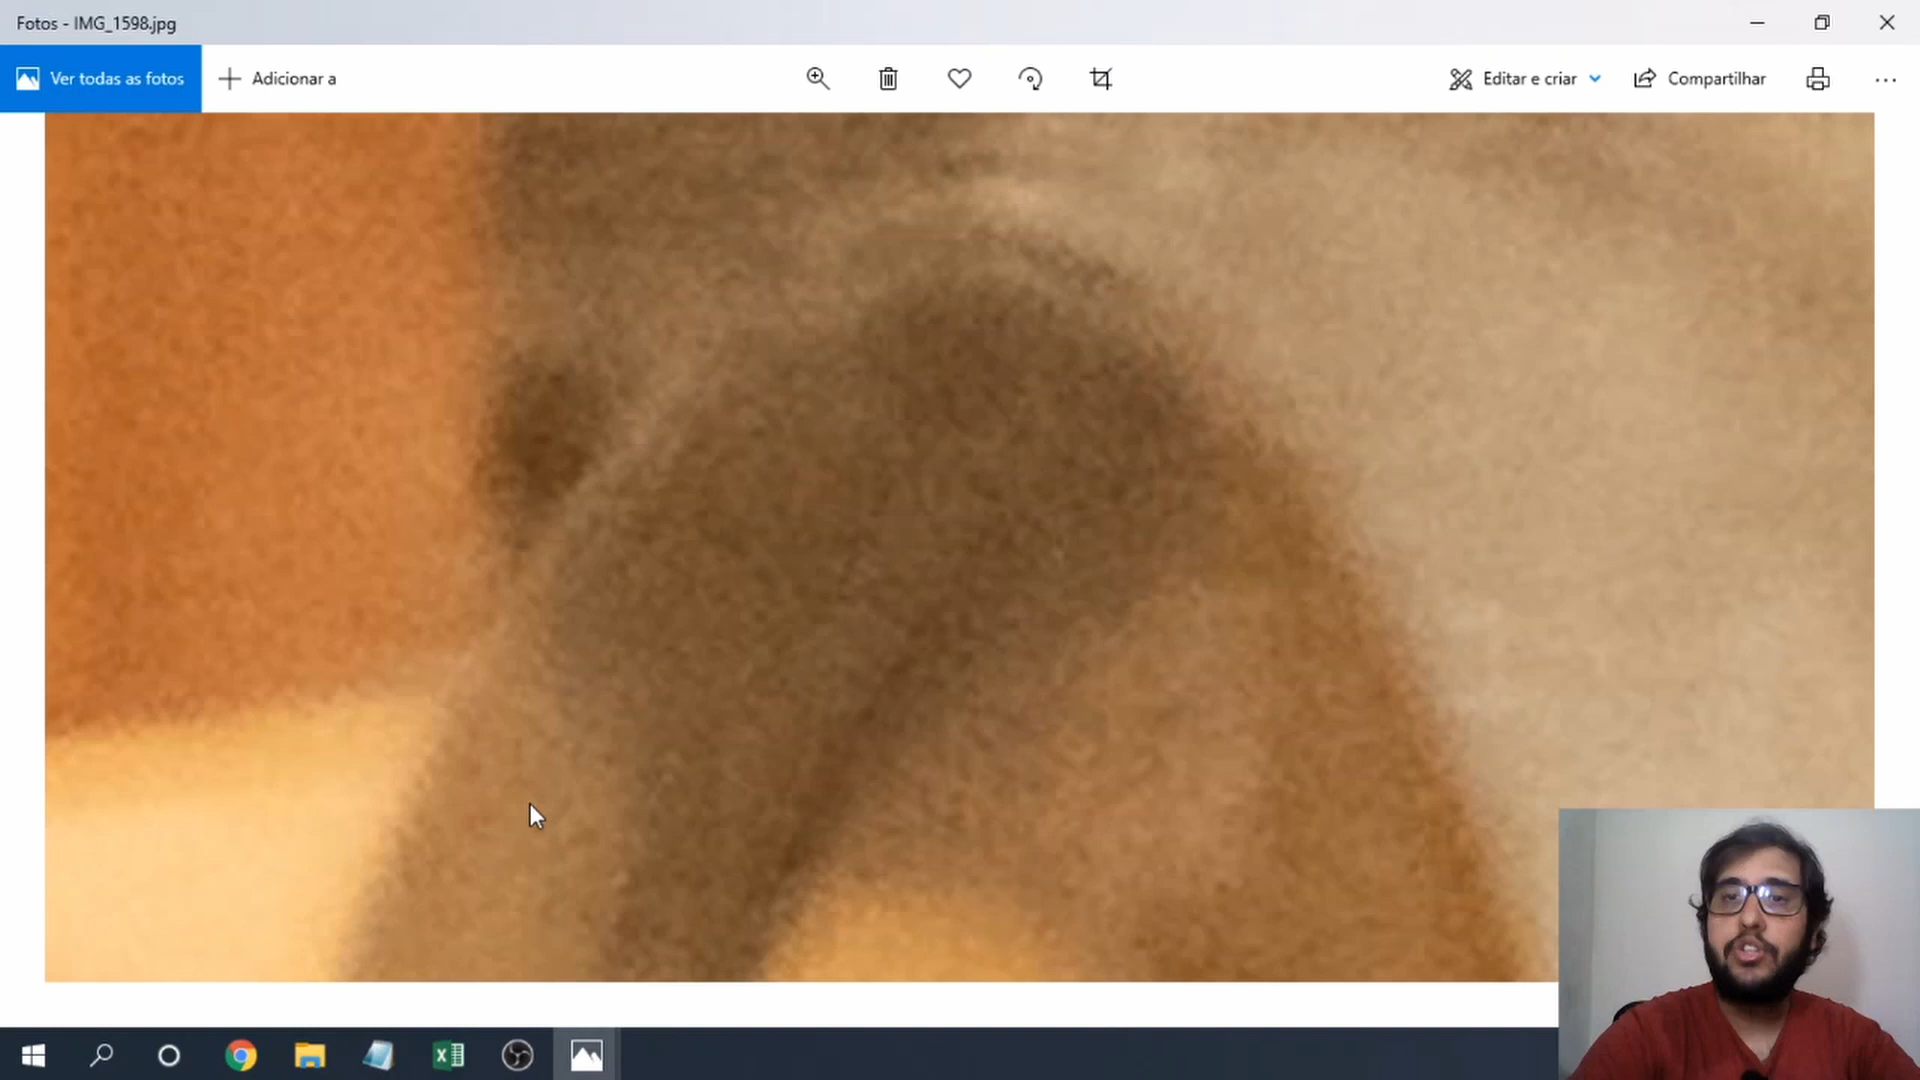 Fotos - IMG_1598.jpg
Ver todas as fotos
Adicionar a
Editar e criar
Compartilhar